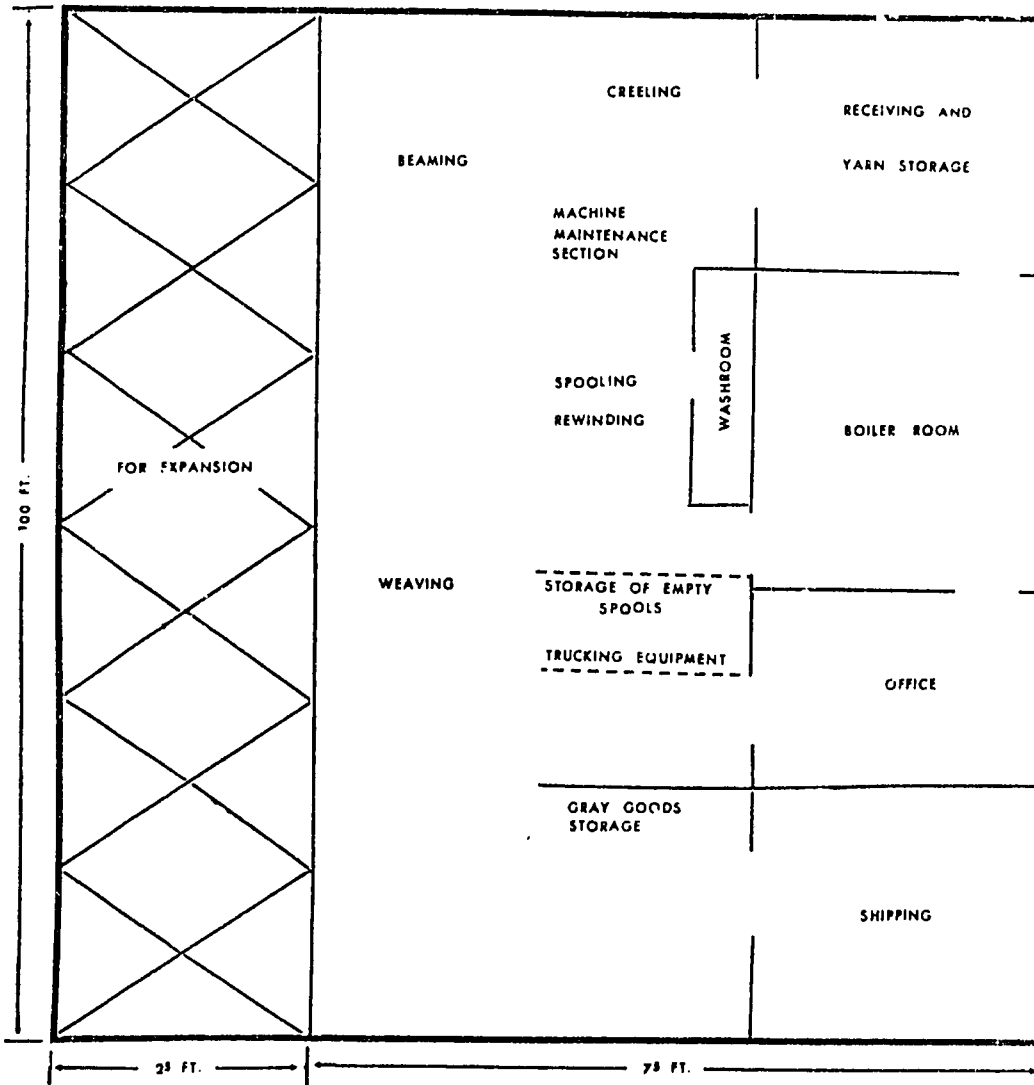 CREELING
RECEIVING AND
YARN STORAGE
BEAMING
MACHINE
MAINTENANCE
SECTION
WASHROOM
SPOOLING
REWINDING
BOILER ROOM
FOR EXPANSION
100 FT.
WEAVING
STORAGE OF EMPTY
SPOOLS
TRUCKING EQUIPMENT
OFFICE
GRAY GOODS
STORAGE
SHIPPING
25 FT.
75 FT.